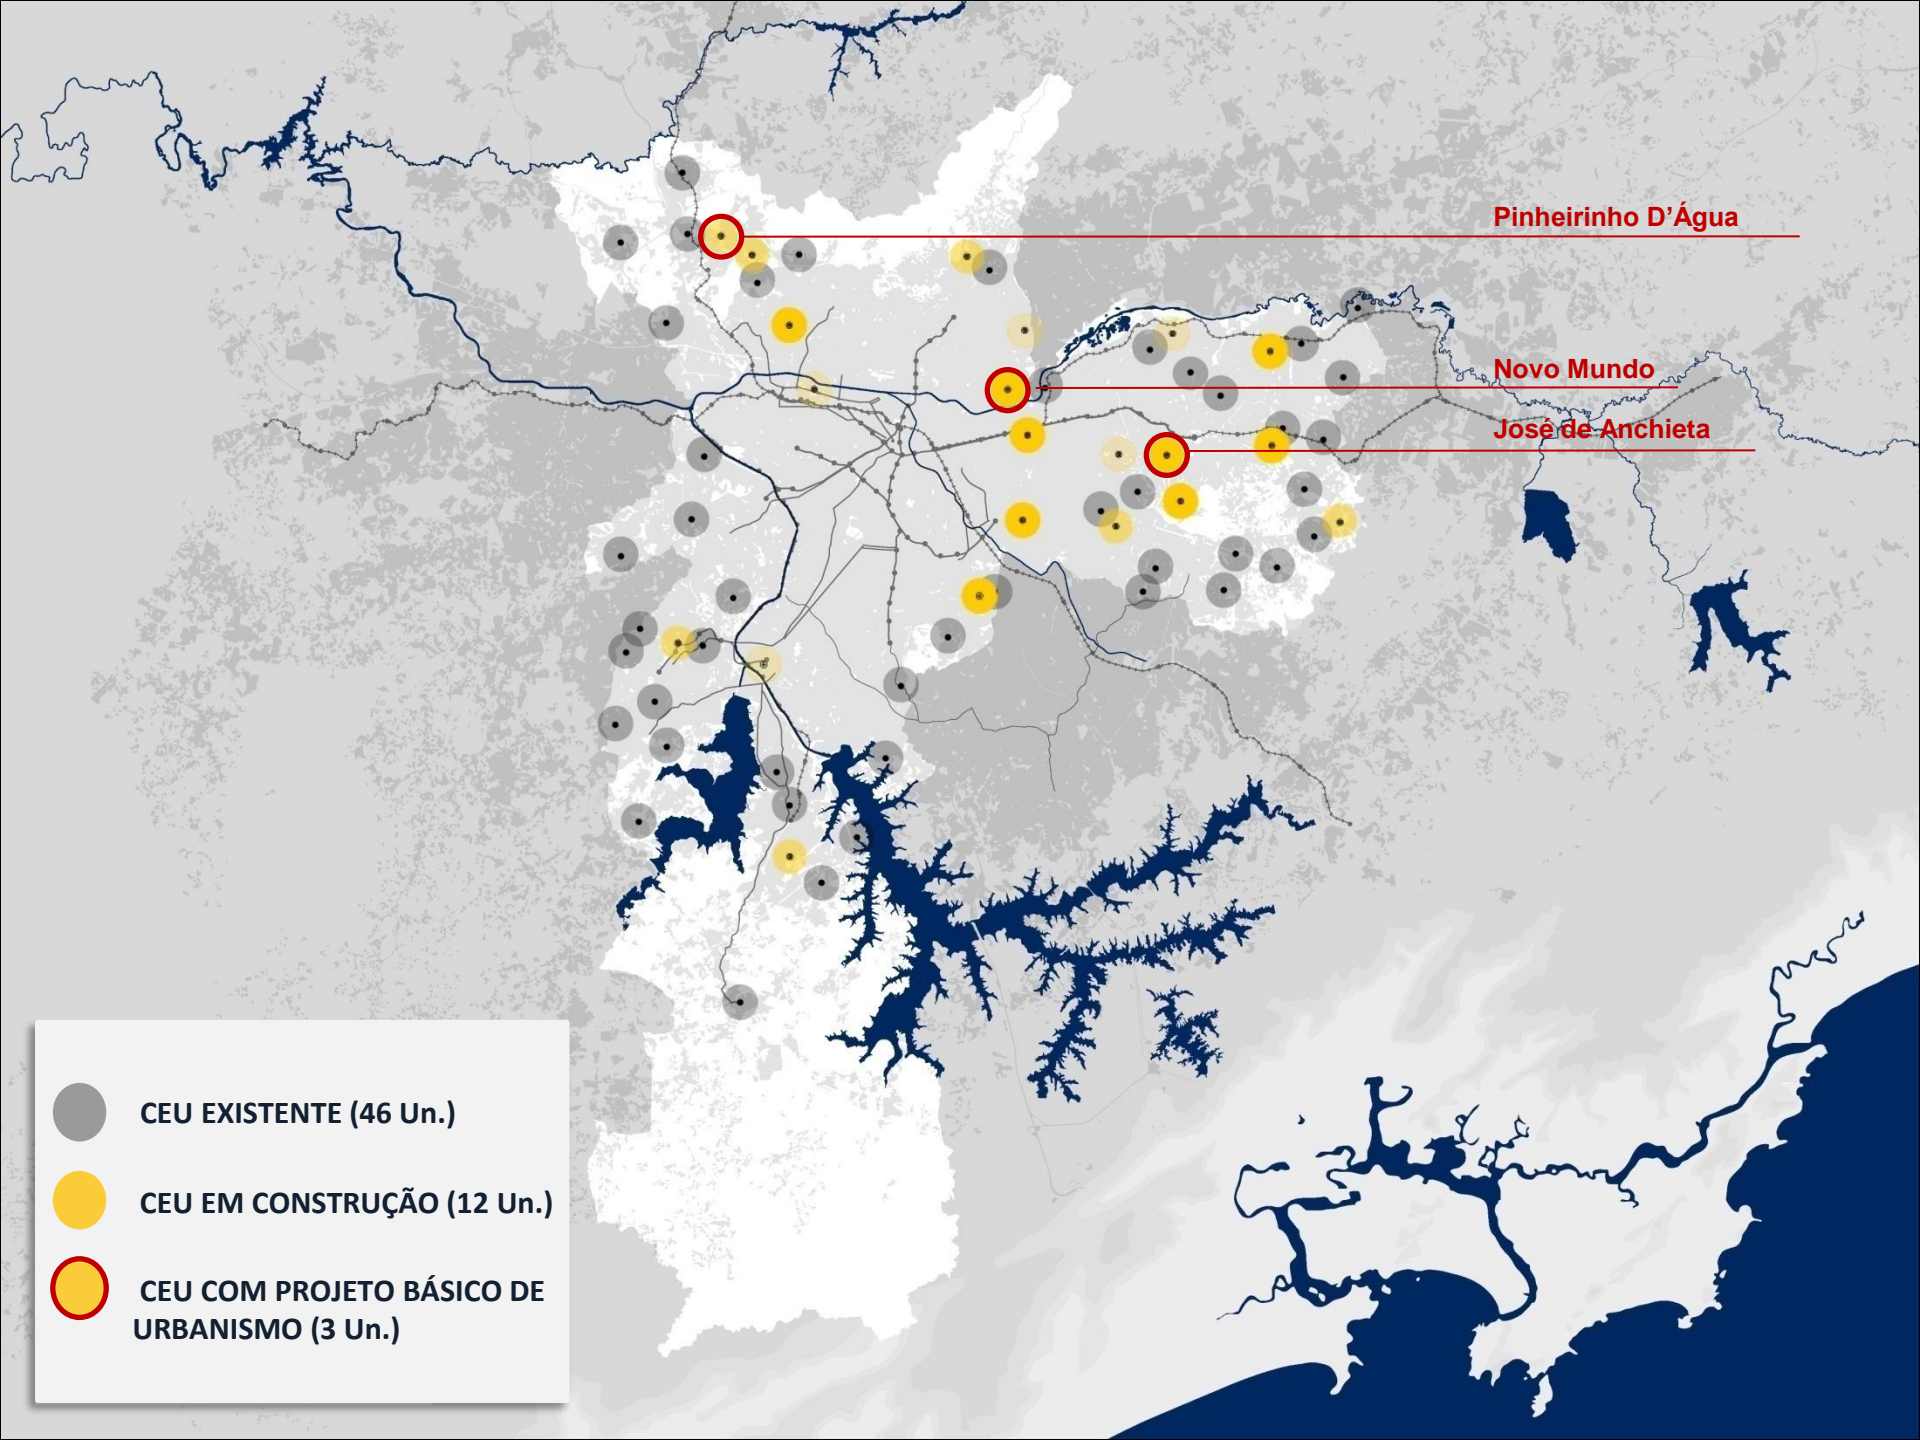 Pinheirinho D’Água
Novo Mundo
José de Anchieta
CEU EXISTENTE (46 Un.)
CEU EM CONSTRUÇÃO (12 Un.)
CEU COM PROJETO BÁSICO DE
URBANISMO (3 Un.)